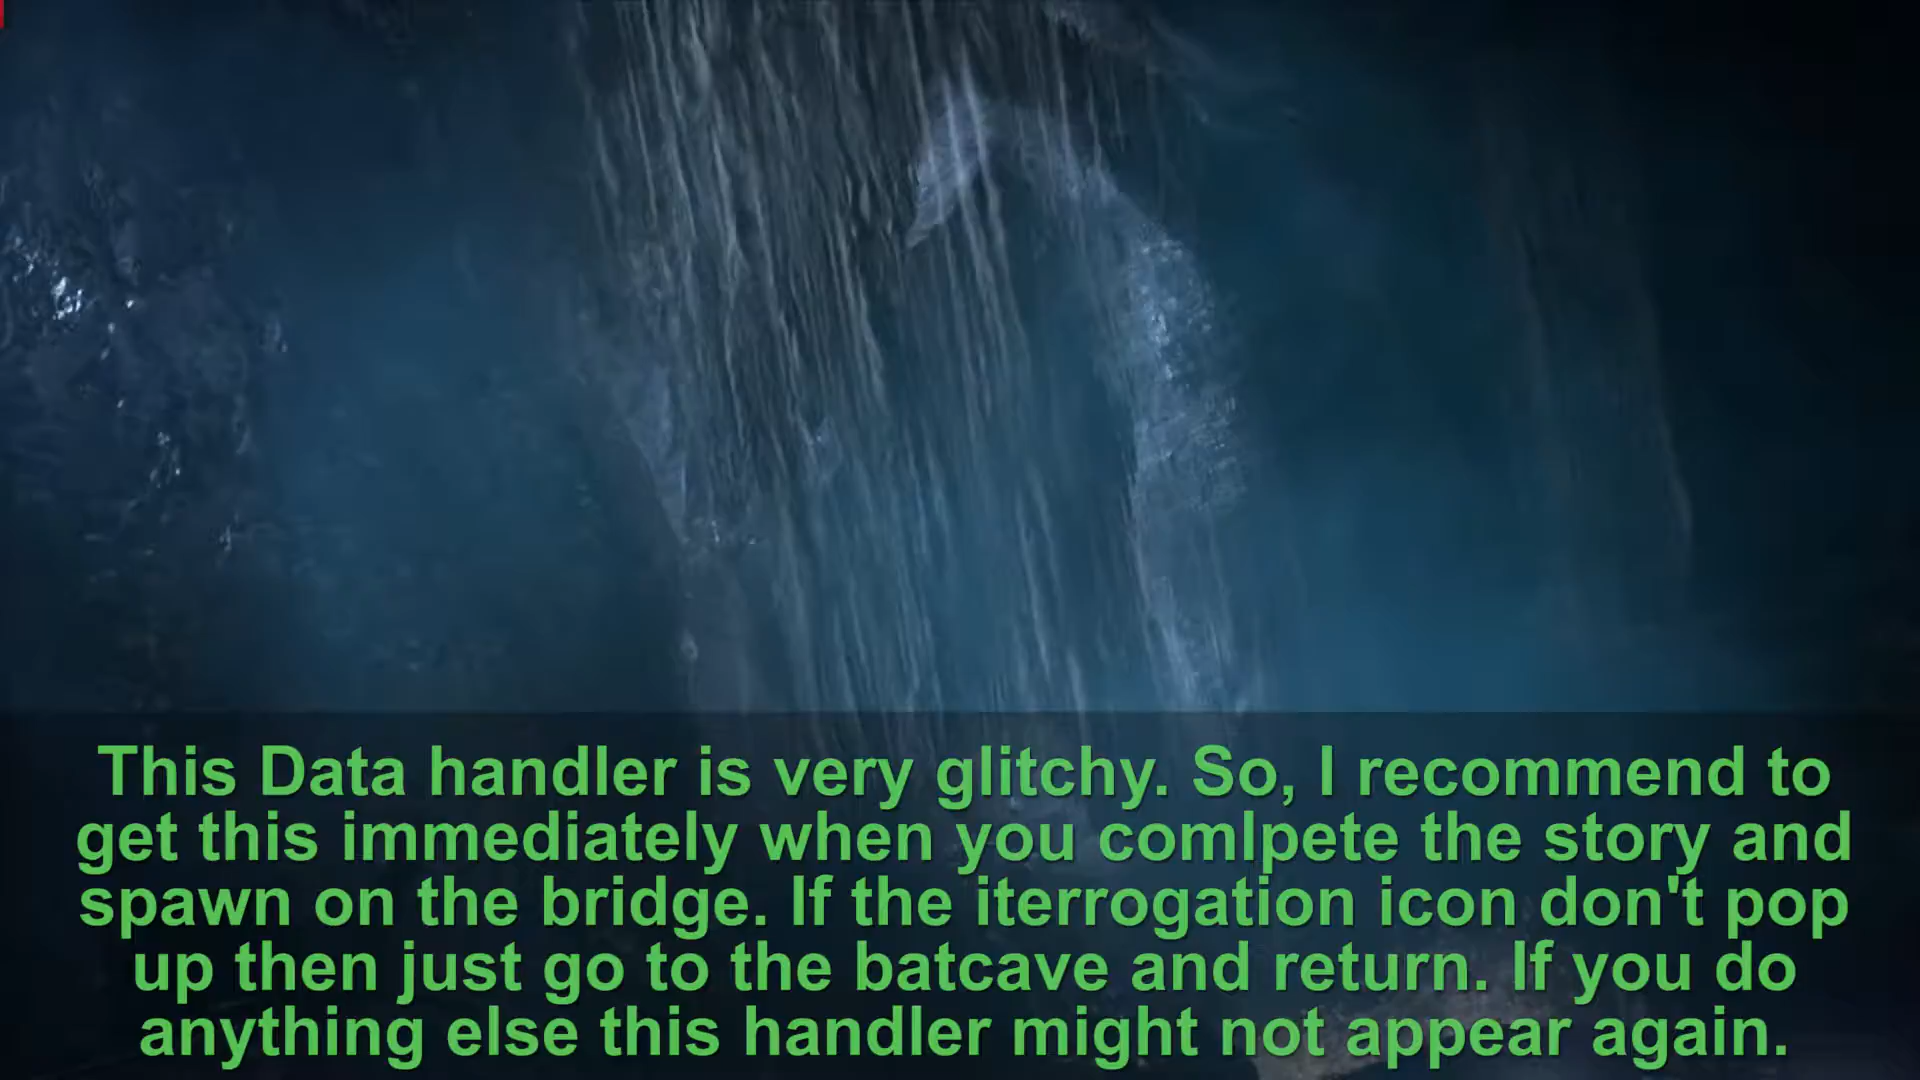 This Data handler is very glitchy. So, I recommend to
get this immediately when you comlpete the story and
spawn on the bridge. If the iterrogation icon don't pop
up then just go to the batcave and return. If you do
anything else this handler might not appear again.